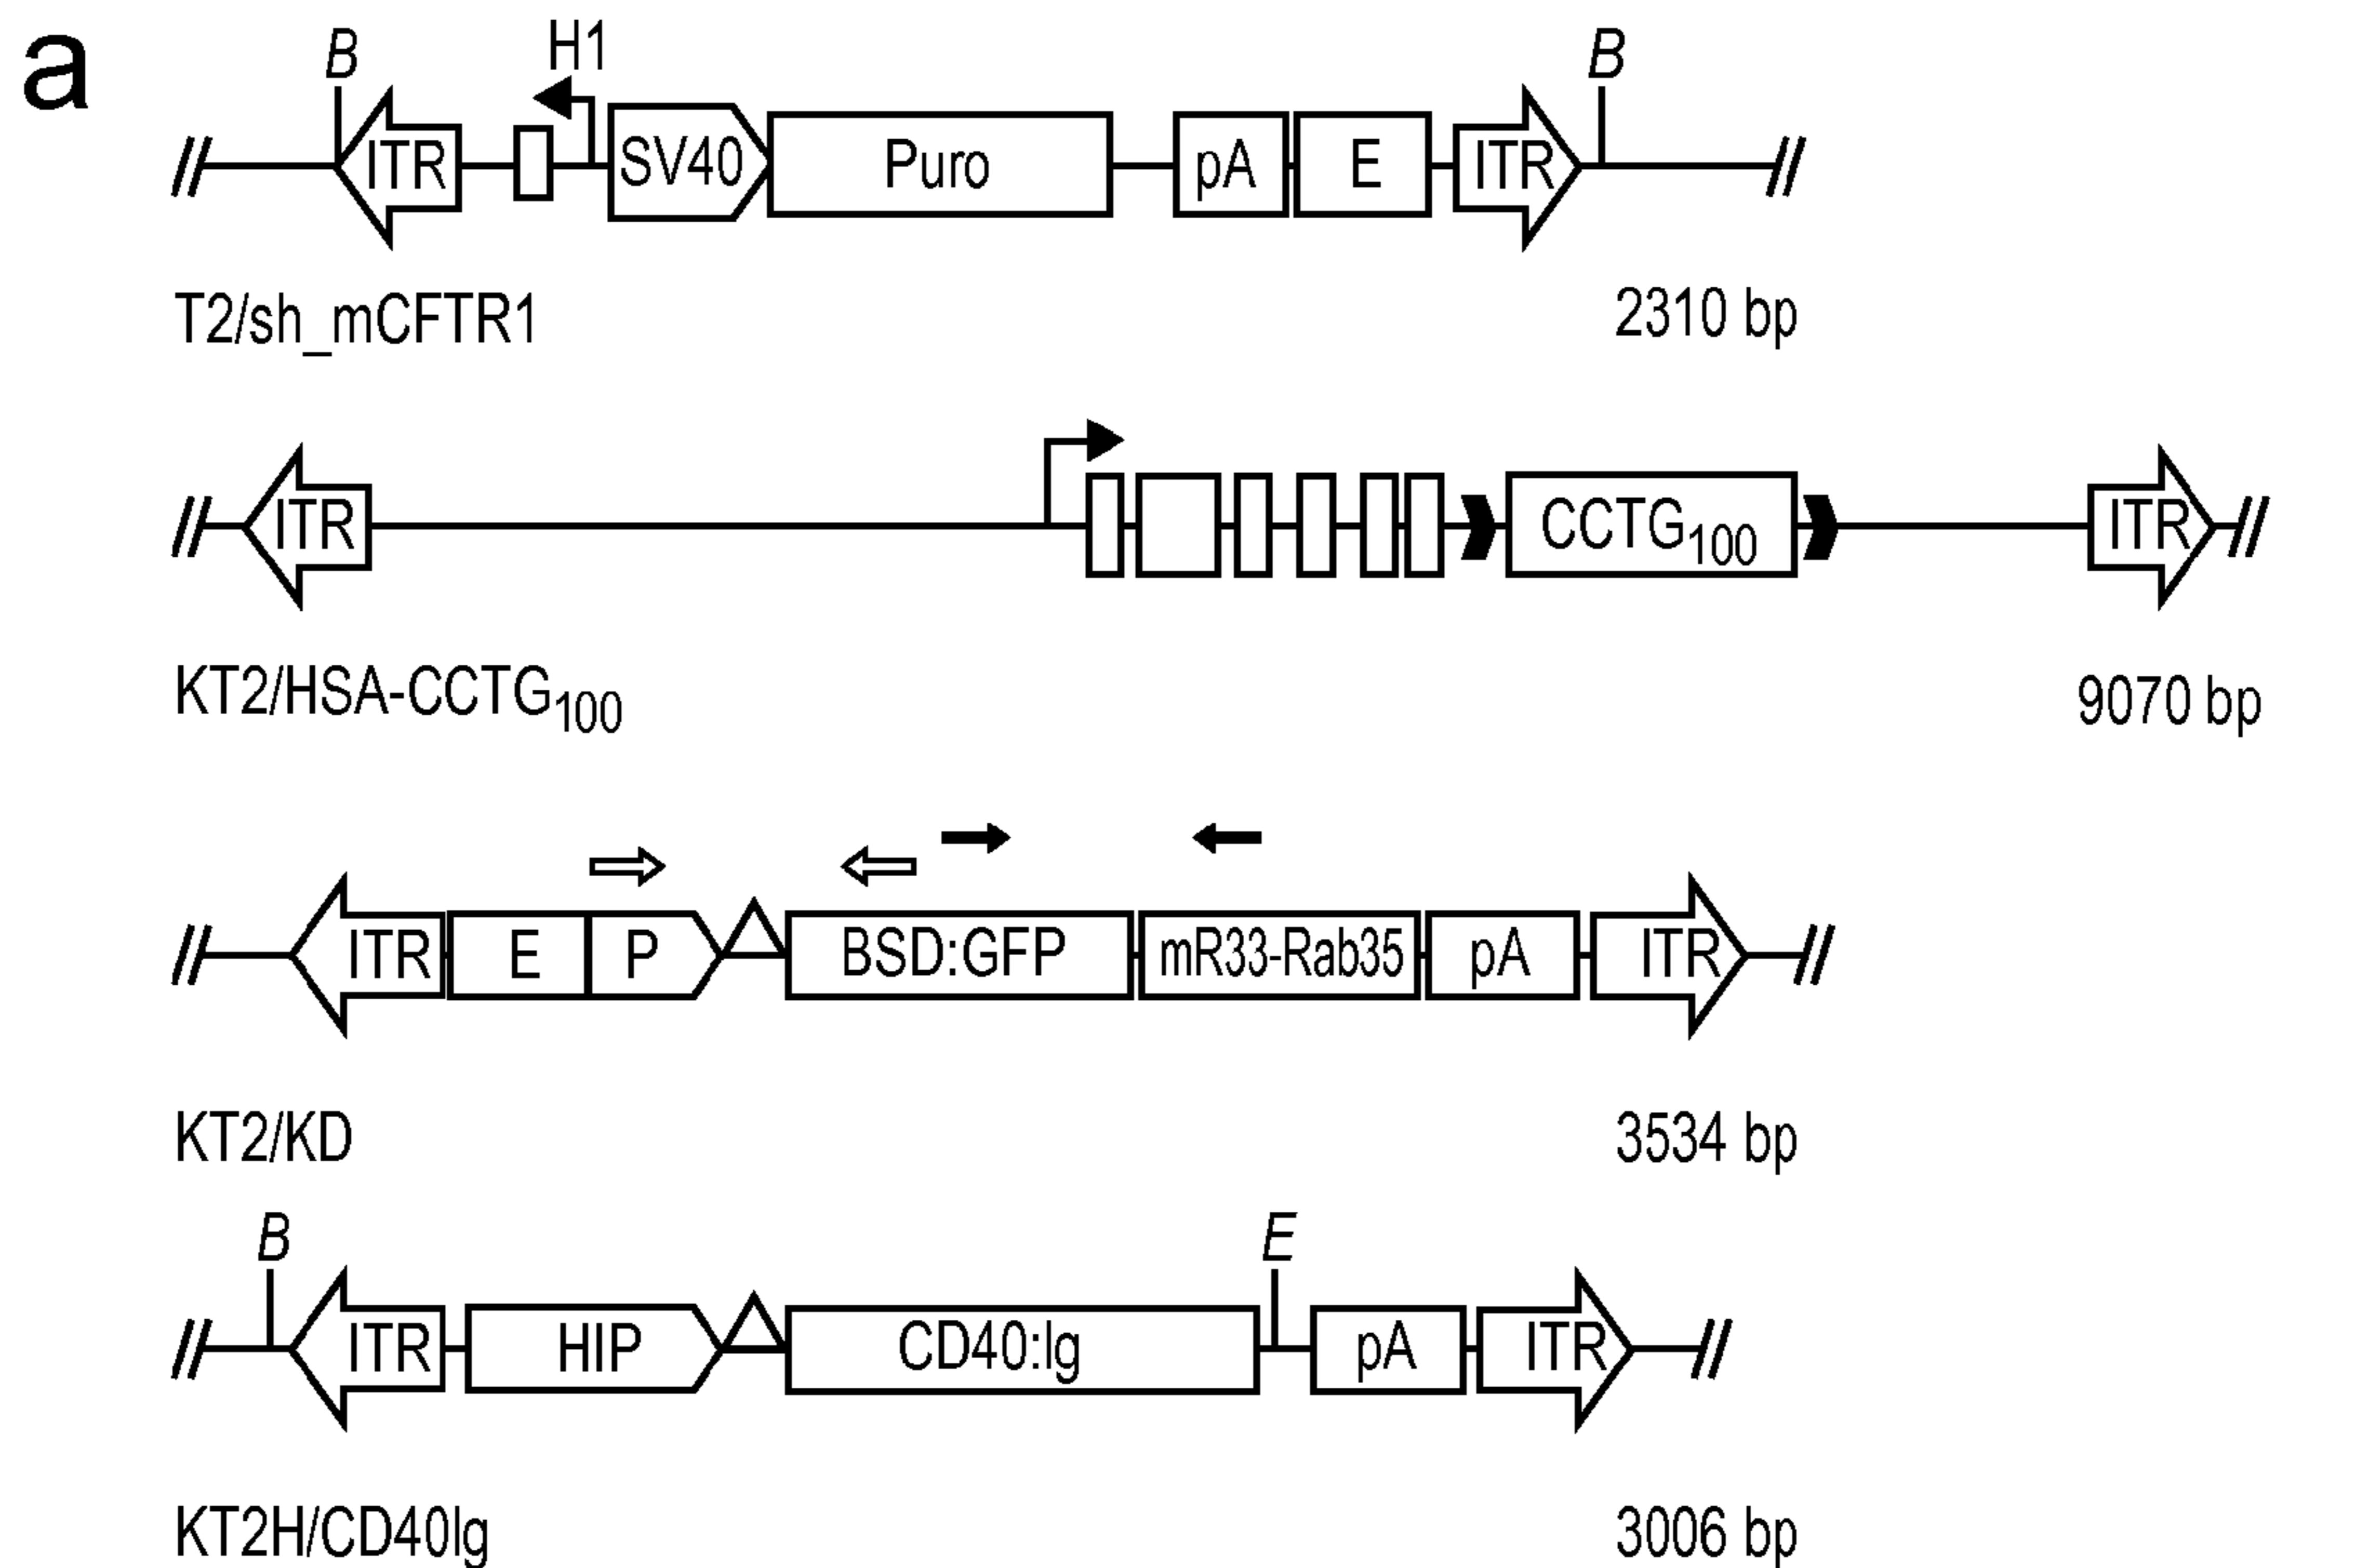 a
B H1 B
ITR SV40 Puro pA E ITR
T2/sh_mCFTR1 2310 bp
ITR CCTG100 ITR
KT2/HSA-CCTG100 9070 bp
ITR E P BSD:GFP mR33-Rab35 pA ITR
KT2/KD 3534 bp
B E
ITR HIP CD40:Ig pA ITR
KT2H/CD40Ig 3006 bp